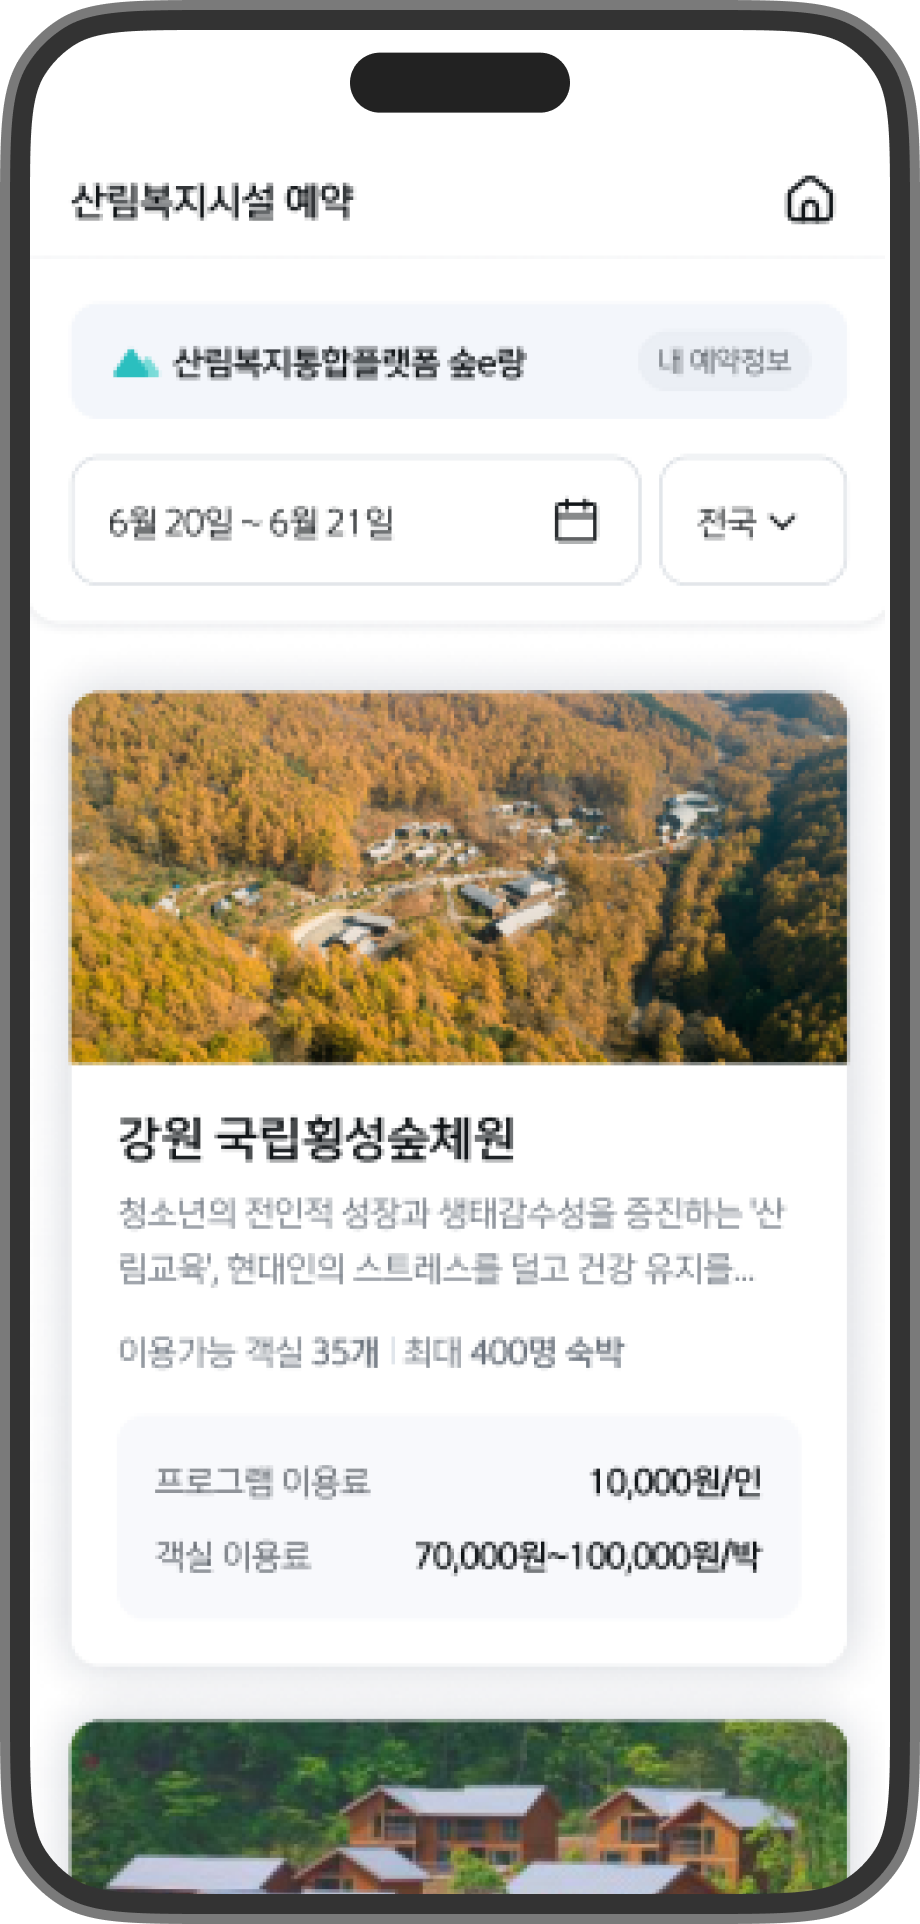 산림복지시설 예약
산림복지통합플랫폼 숲e랑
내 예약정보
6월 20일 ~ 6월 21일
전국
강원 국립횡성숲체원
청소년의 전인적 성장과 생태감수성을 증진하는 '산
림교육', 현대인의 스트레스를 덜고 건강 유지를...
이용가능 객실 35개 | 최대 400명 숙박
프로그램 이용료 10,000원/인
객실 이용료 70,000원~100,000원/박